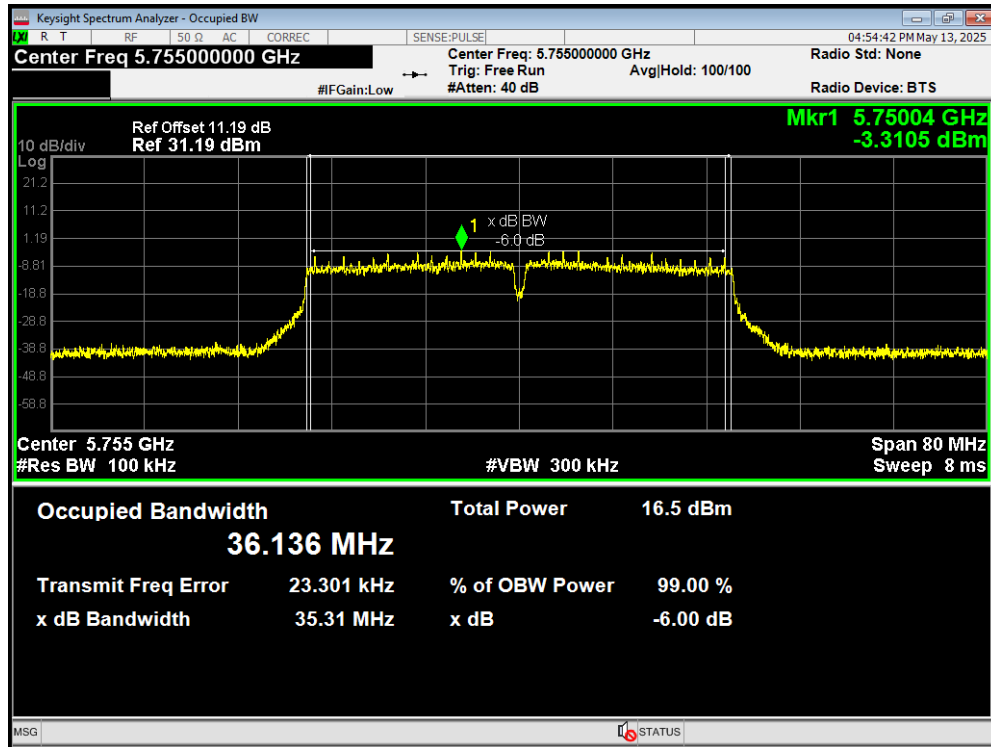 Keysight Spectrum Analyzer - Occupied BW
LXI R T RF 50 Ω AC CORREC SENSE:PULSE 04:54:42 PM May 13, 2025
Center Freq 5.755000000 GHz Center Freq: 5.755000000 GHz Radio Std: None
Trig: Free Run Avg|Hold: 100/100
#IFGain:Low #Atten: 40 dB Radio Device: BTS
Mkr1 5.75004 GHz
Ref Offset 11.19 dB
10 dB/div Ref 31.19 dBm -3.3105 dBm
Log
21.2
11.2
1 x dB BW
1.19 -6.0 dB
-8.81
-18.8
-28.8
-38.8
-48.8
-58.8
Center 5.755 GHz Span 80 MHz
#Res BW 100 kHz #VBW 300 kHz Sweep 8 ms
Occupied Bandwidth Total Power 16.5 dBm
36.136 MHz
Transmit Freq Error 23.301 kHz % of OBW Power 99.00 %
x dB Bandwidth 35.31 MHz x dB -6.00 dB
MSG STATUS